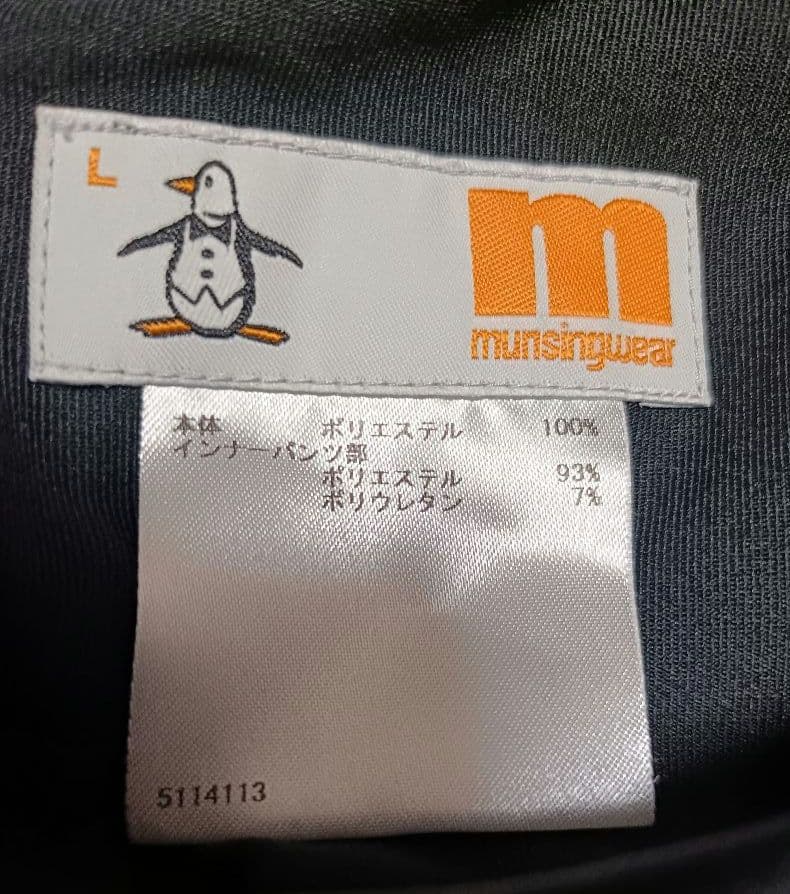 L
m
munsingwear
本体 ポリエステル 100%
インナーパンツ部
ポリエステル 93%
ポリウレタン 7%
5114113